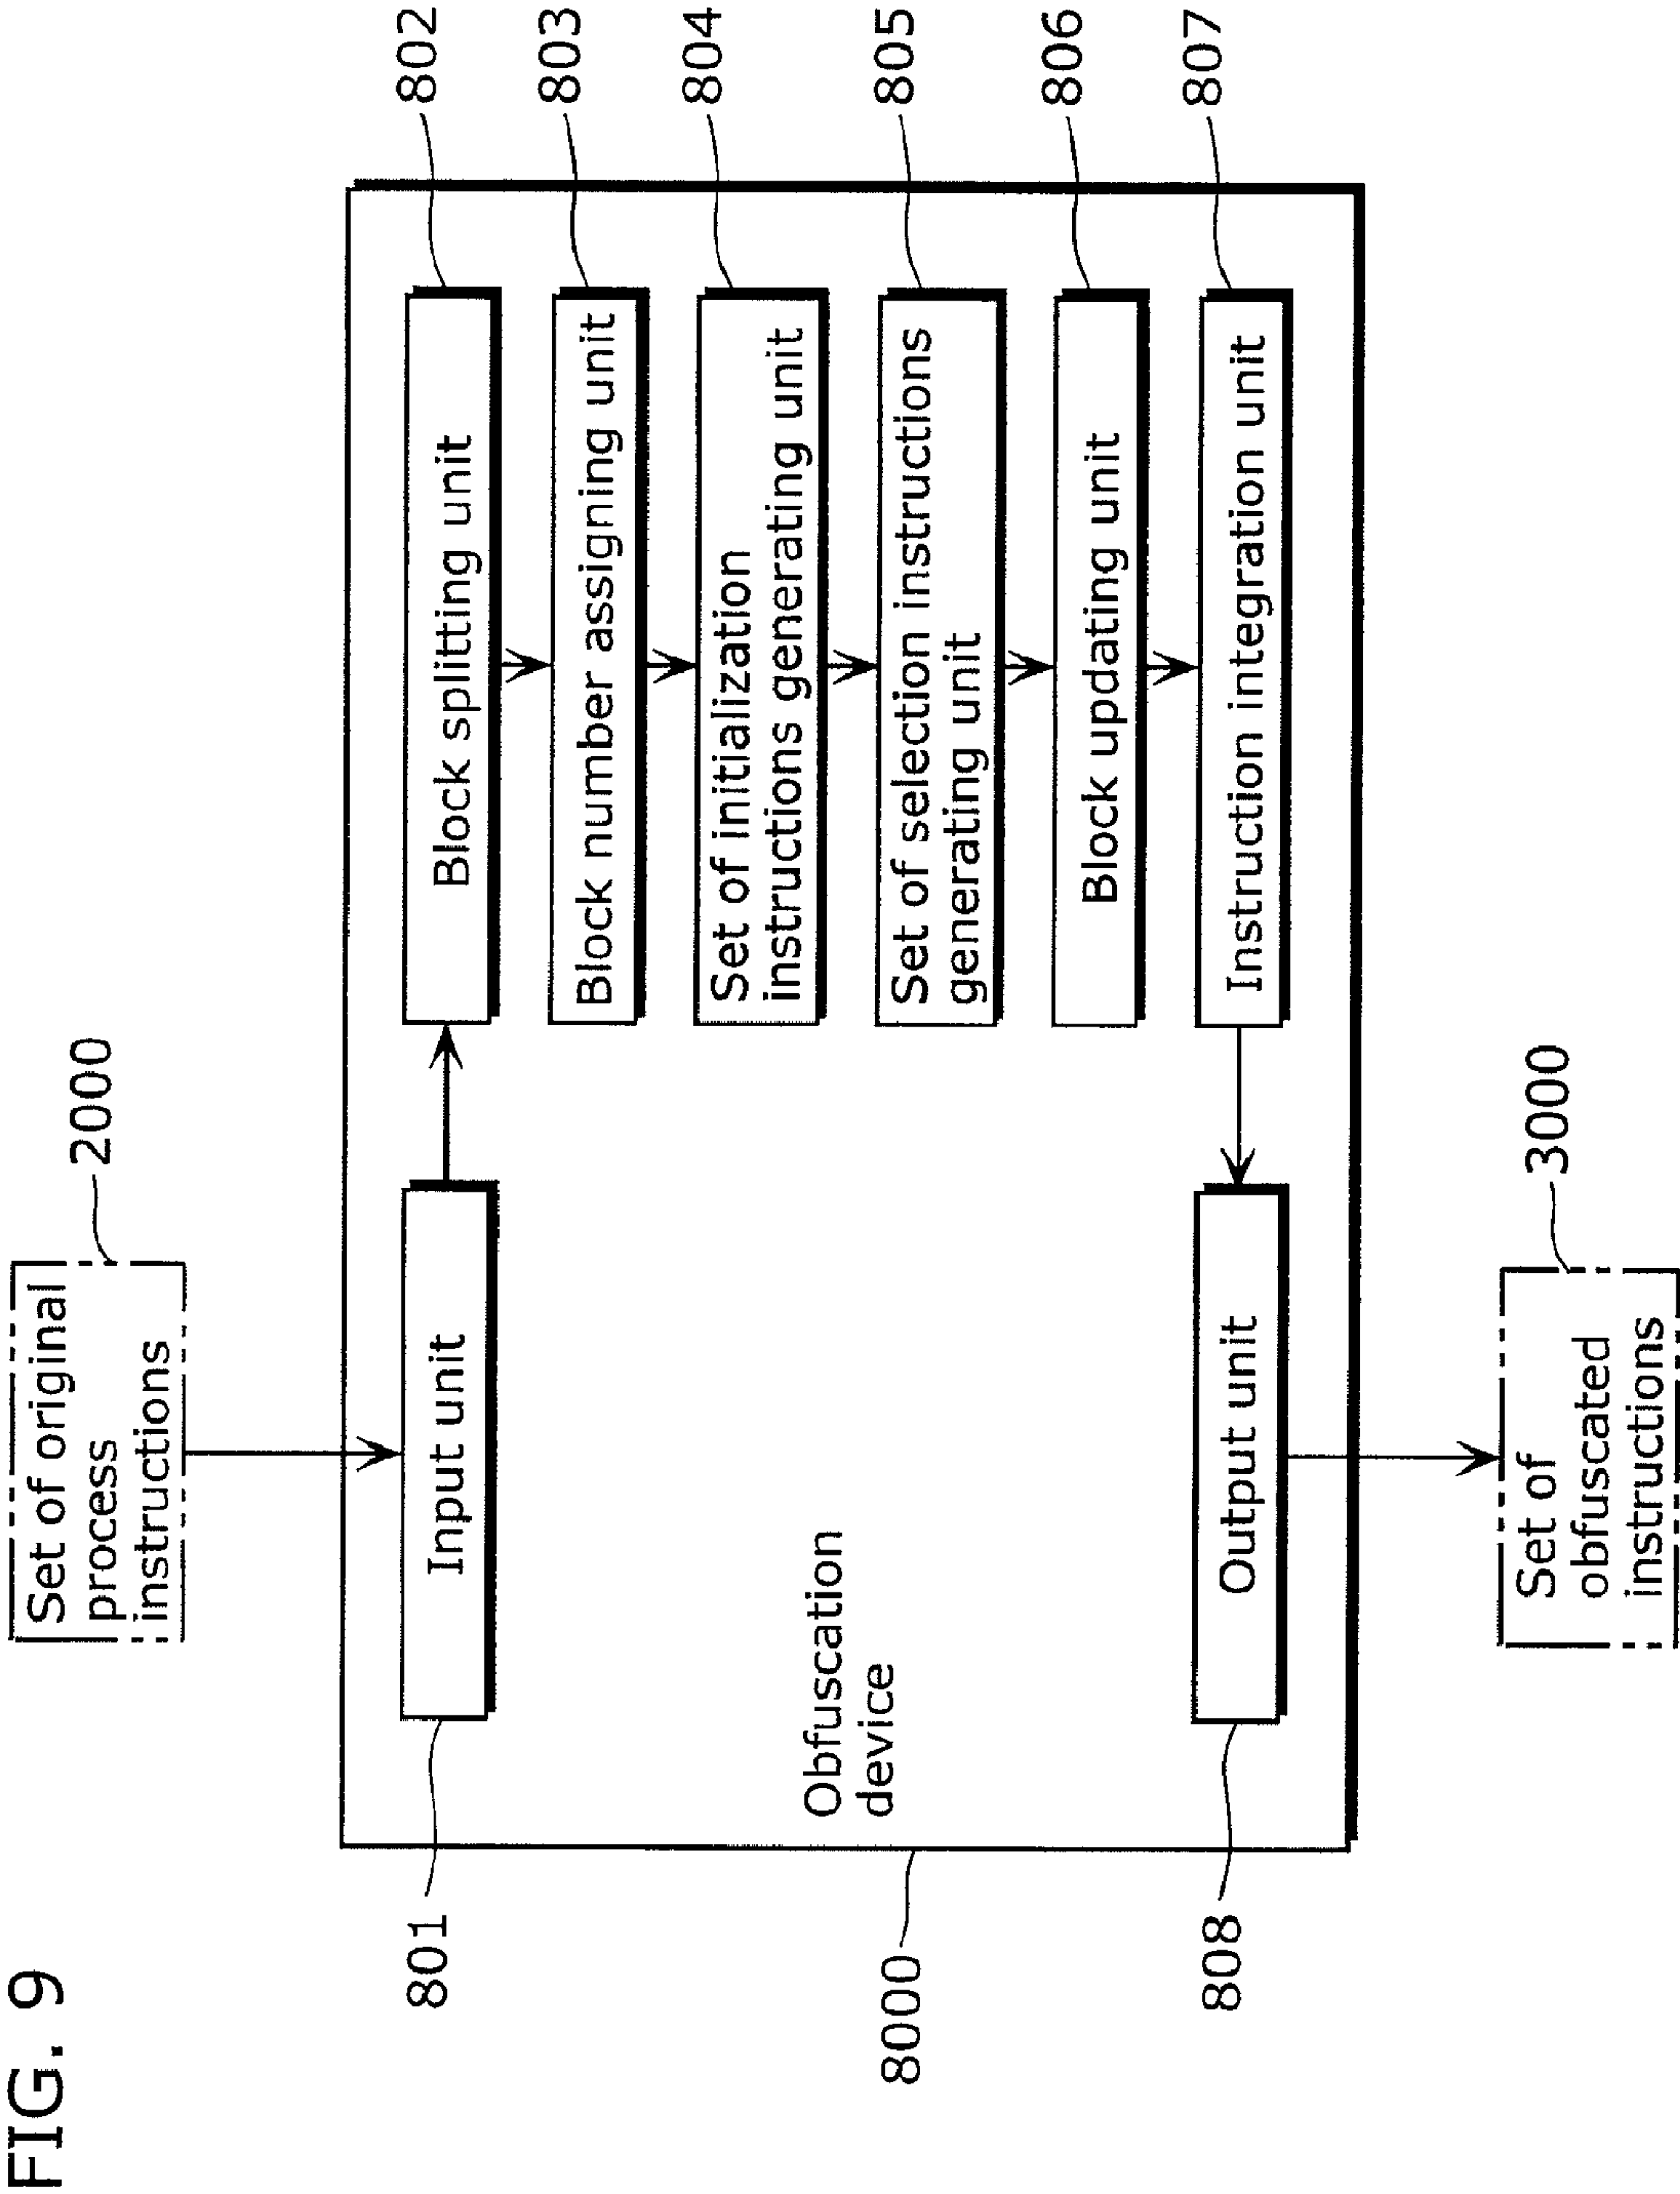 FIG. 9
Set of original
process
instructions
2000
801
Input unit
Block splitting unit
802
Block number assigning unit
803
Set of initialization
instructions generating unit
804
Obfuscation
device
8000
Set of selection instructions
generating unit
805
Block updating unit
806
808
Output unit
Instruction integration unit
807
Set of
obfuscated
instructions
3000